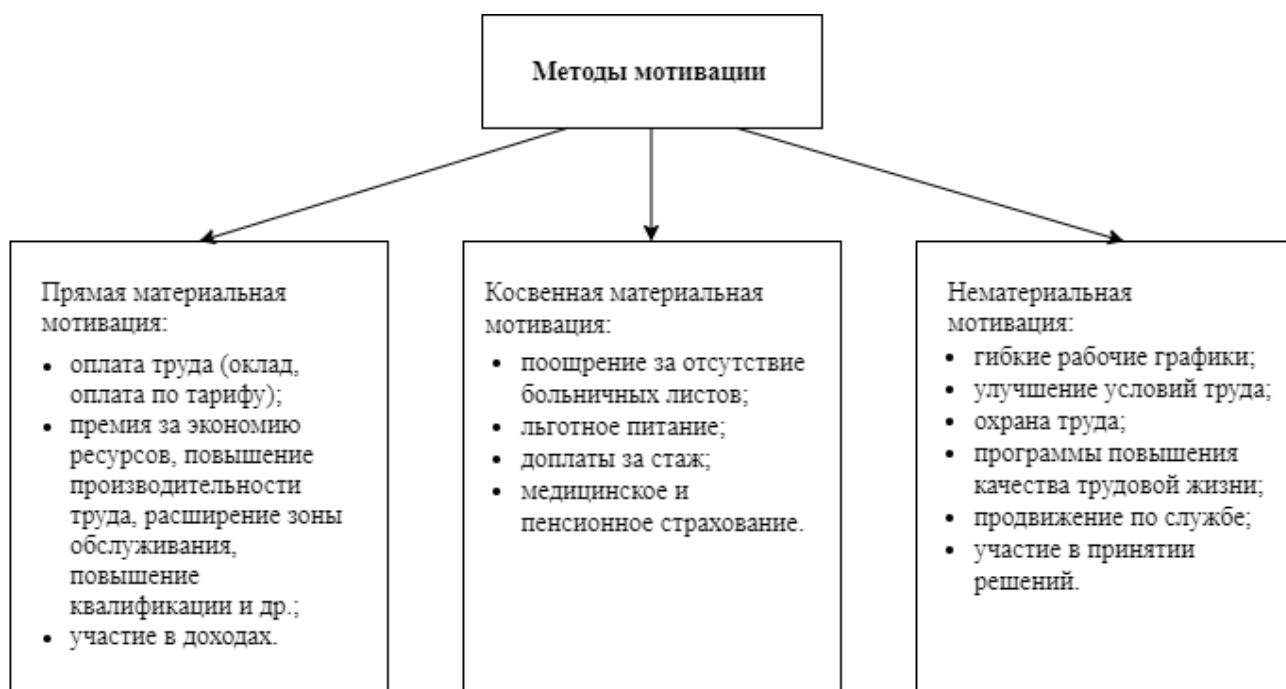 Методы мотивации
Прямая материальная
мотивация:
• оплата труда (оклад,
оплата по тарифу);
• премия за экономию
ресурсов, повышение
производительности
труда, расширение зоны
обслуживания,
повышение
квалификации и др.;
• участие в доходах.
Косвенная материальная
мотивация:
• поощрение за отсутствие
больничных листов;
• льготное питание;
• доплаты за стаж;
• медицинское и
пенсионное страхование.
Нематериальная
мотивация:
• гибкие рабочие графики;
• улучшение условий труда;
• охрана труда;
• программы повышения
качества трудовой жизни;
• продвижение по службе;
• участие в принятии
решений.